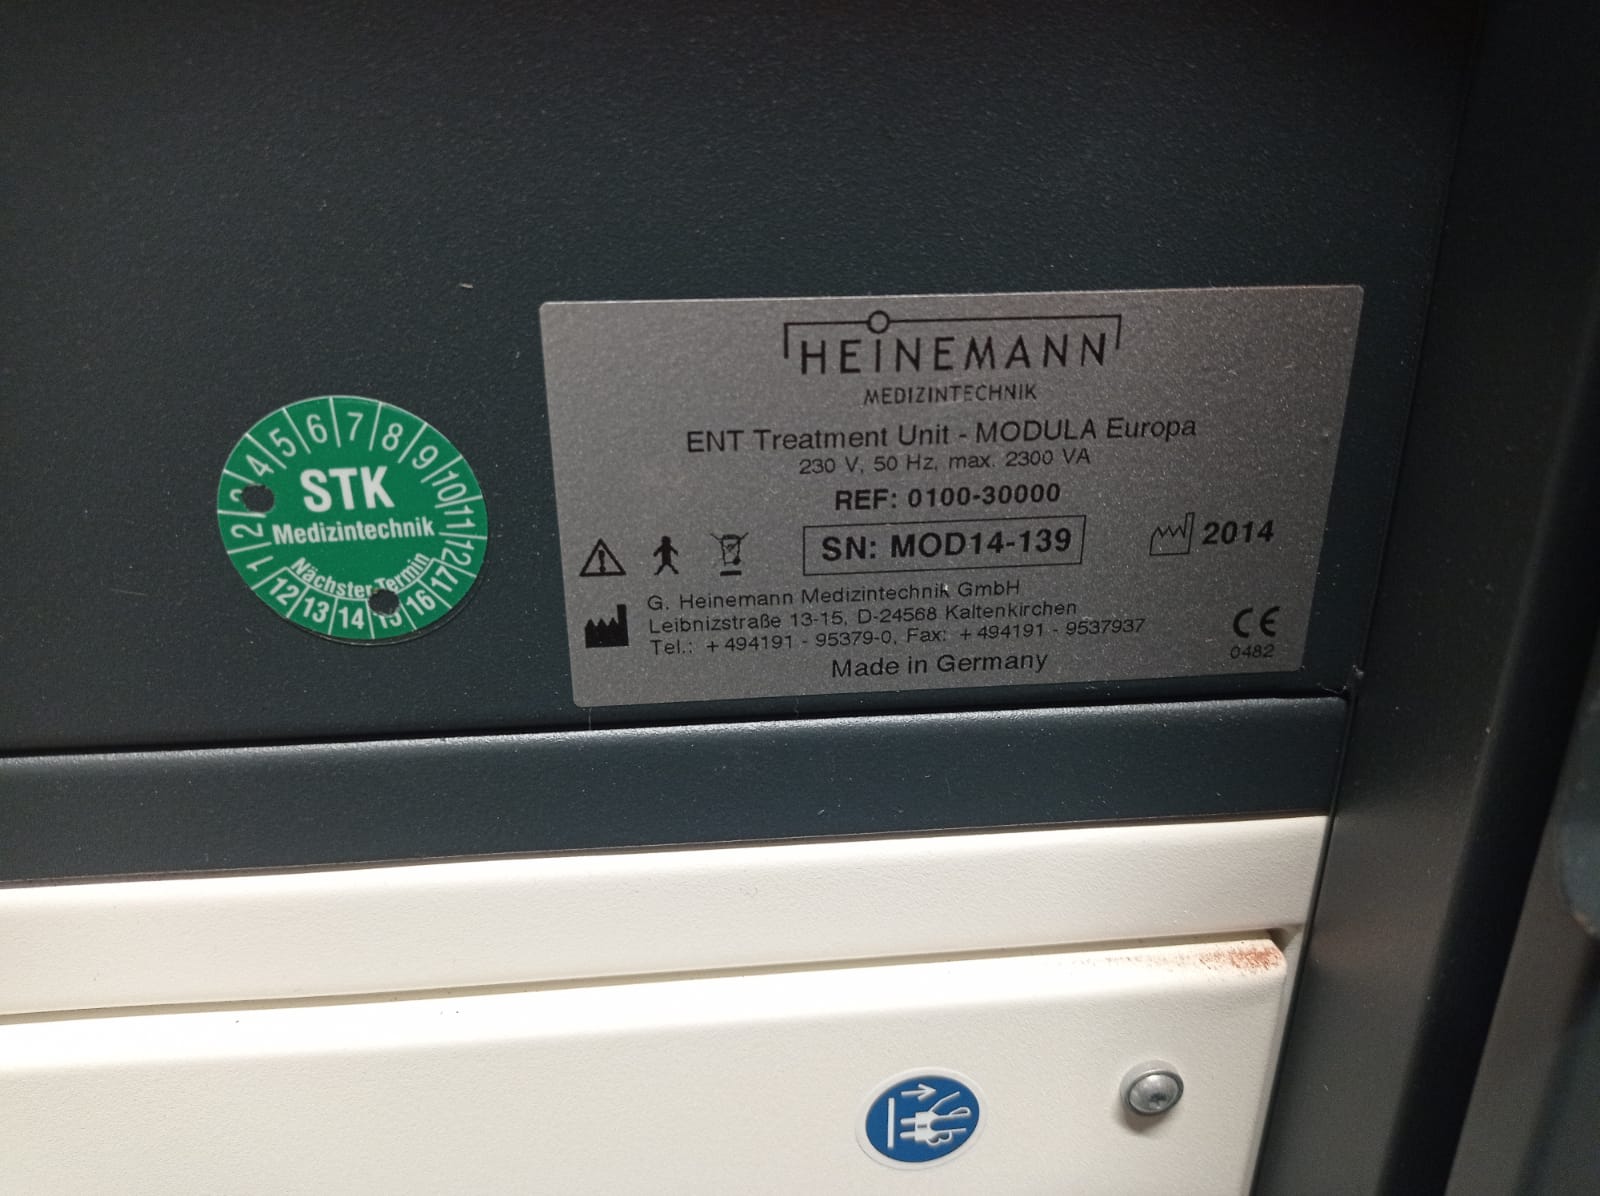 1 2 3 4 5 6 7 8 9 10 11 12
STK
Medizintechnik
Nächster Termin
12 13 14 15 16 17
HEINEMANN
MEDIZINTECHNIK
ENT Treatment Unit - MODULA Europa
230 V, 50 Hz, max. 2300 VA
REF: 0100-30000
SN: MOD14-139
2014
G. Heinemann Medizintechnik GmbH
Leibnizstraße 13-15, D-24568 Kaltenkirchen
Tel.: +494191 - 95379-0, Fax: +494191 - 9537937
Made in Germany
CE
0482